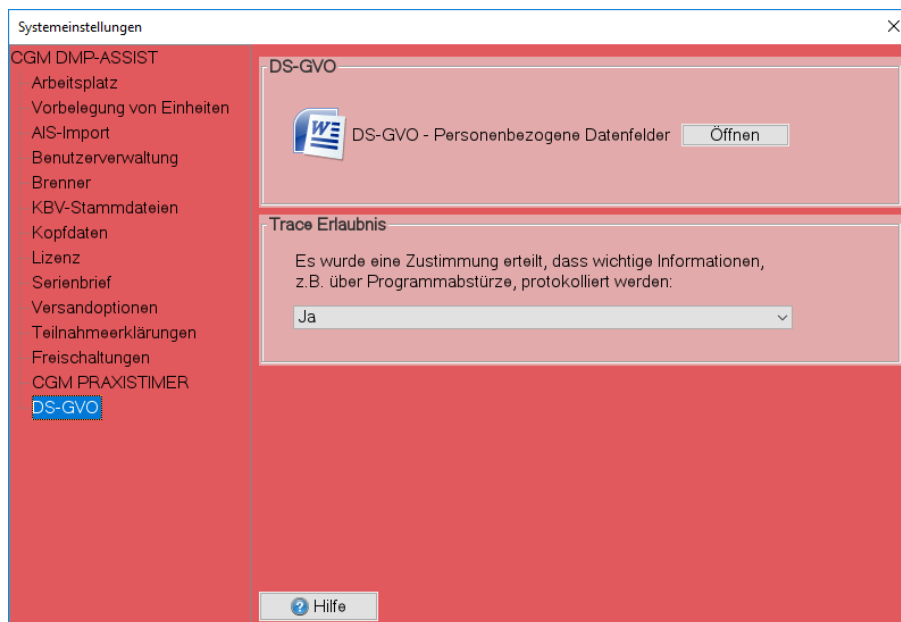 Systemeinstellungen
CGM DMP-ASSIST
Arbeitsplatz
Vorbelegung von Einheiten
AIS-Import
Benutzerverwaltung
Brenner
KBV-Stammdateien
Kopfdaten
Lizenz
Serienbrief
Versandoptionen
Teilnahmeerklärungen
Freischaltungen
CGM PRAXISTIMER
DS-GVO
DS-GVO
DS-GVO - Personenbezogene Datenfelder Öffnen
Trace Erlaubnis
Es wurde eine Zustimmung erteilt, dass wichtige Informationen,
z.B. über Programmabstürze, protokolliert werden:
Ja
Hilfe